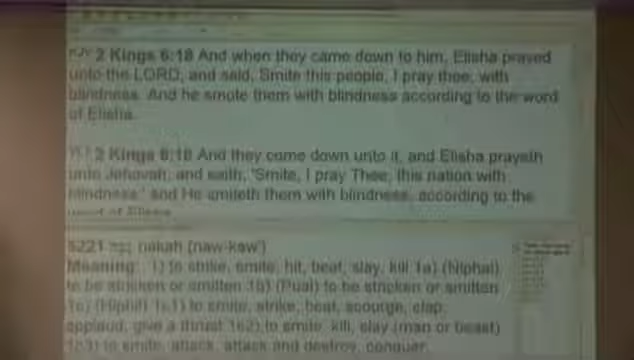 KJV 2 Kings 6:18 And when they came down to him, Elisha prayed
unto the LORD, and said, Smite this people, I pray thee, with
blindness. And he smote them with blindness according to the word
of Elisha.
YLT 2 Kings 6:18 And they come down unto it, and Elisha prayeth
unto Jehovah, and saith, 'Smite, I pray Thee, this nation with
blindness;' and He smiteth them with blindness, according to the
word of Elisha
5221 נכה nakah {naw-kaw'}
Meaning: 1) to strike, smite, hit, beat, slay, kill 1a) (Niphal)
to be stricken or smitten 1b) (Pual) to be stricken or smitten
1c) (Hiphil) 1c1) to smite, strike, beat, scourge, clap,
applaud, give a thrust 1c2) to smite, kill, slay (man or beast)
1c3) to smite, attack, attack and destroy, conquer,